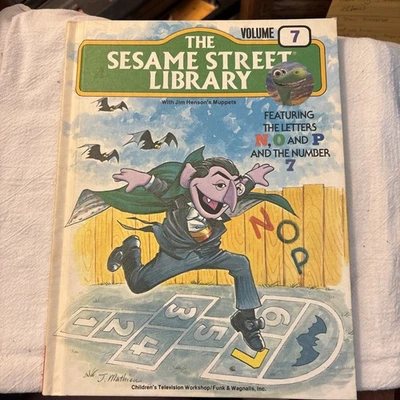 VOLUME 7
THE
SESAME STREET
LIBRARY
With Jim Henson's Muppets
FEATURING
THE LETTERS
N, O AND P
AND THE NUMBER
7
N O P
1 2 3 4 5 6 7
J. Mathieu
Children's Television Workshop/Funk & Wagnalls, Inc.